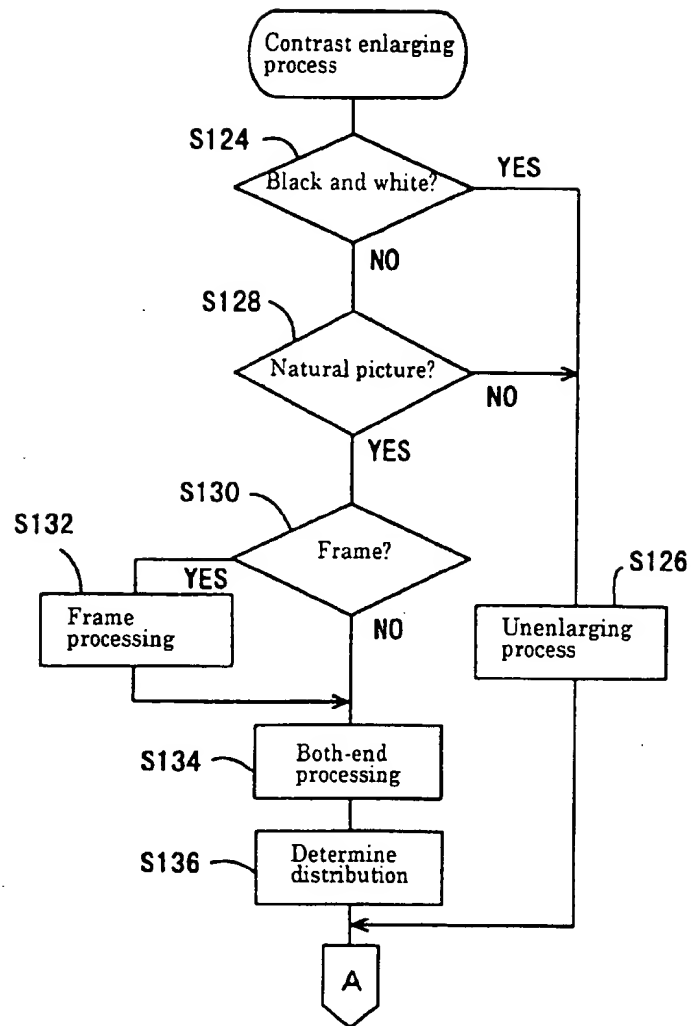 Contrast enlarging
process
S124
Black and white?
YES
NO
S128
Natural picture?
NO
YES
S130
S132
Frame?
YES
S126
Frame
processing
NO
Unenlarging
process
S134
Both-end
processing
S136
Determine
distribution
A